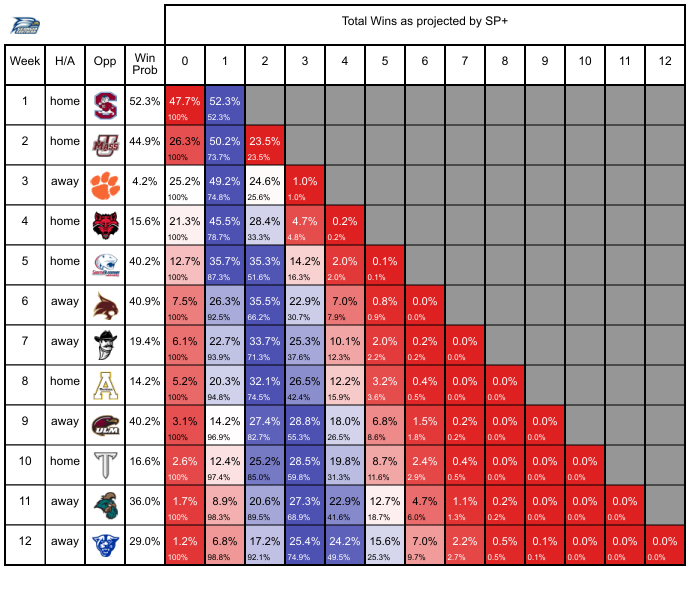 Total Wins as projected by SP+
Week H/A Opp Win Prob 0 1 2 3 4 5 6 7 8 9 10 11 12
1 home 52.3% 47.7% 52.3%
100% 52.3%
2 home 44.9% 26.3% 50.2% 23.5%
100% 73.7% 23.5%
3 away 4.2% 25.2% 49.2% 24.6% 1.0%
100% 74.8% 25.6% 1.0%
4 home 15.6% 21.3% 45.5% 28.4% 4.7% 0.2%
100% 78.7% 33.3% 4.8% 0.2%
5 home 40.2% 12.7% 35.7% 35.3% 14.2% 2.0% 0.1%
100% 87.3% 51.6% 16.3% 2.0% 0.1%
6 away 40.9% 7.5% 26.3% 35.5% 22.9% 7.0% 0.8% 0.0%
100% 92.5% 66.2% 30.7% 7.9% 0.9% 0.0%
7 away 19.4% 6.1% 22.7% 33.7% 25.3% 10.1% 2.0% 0.2% 0.0%
100% 93.9% 71.3% 37.6% 12.3% 2.2% 0.2% 0.0%
8 home 14.2% 5.2% 20.3% 32.1% 26.5% 12.2% 3.2% 0.4% 0.0% 0.0%
100% 94.8% 74.5% 42.4% 15.9% 3.6% 0.5% 0.0% 0.0%
9 away ULM 40.2% 3.1% 14.2% 27.4% 28.8% 18.0% 6.8% 1.5% 0.2% 0.0% 0.0%
100% 96.9% 82.7% 55.3% 26.5% 8.6% 1.8% 0.2% 0.0% 0.0%
10 home 16.6% 2.6% 12.4% 25.2% 28.5% 19.8% 8.7% 2.4% 0.4% 0.0% 0.0% 0.0%
100% 97.4% 85.0% 59.8% 31.3% 11.6% 2.9% 0.5% 0.0% 0.0% 0.0%
11 away 36.0% 1.7% 8.9% 20.6% 27.3% 22.9% 12.7% 4.7% 1.1% 0.2% 0.0% 0.0% 0.0%
100% 98.3% 89.5% 68.9% 41.6% 18.7% 6.0% 1.3% 0.2% 0.0% 0.0% 0.0%
12 away 29.0% 1.2% 6.8% 17.2% 25.4% 24.2% 15.6% 7.0% 2.2% 0.5% 0.1% 0.0% 0.0% 0.0%
100% 98.8% 92.1% 74.9% 49.5% 25.3% 9.7% 2.7% 0.5% 0.1% 0.0% 0.0% 0.0%